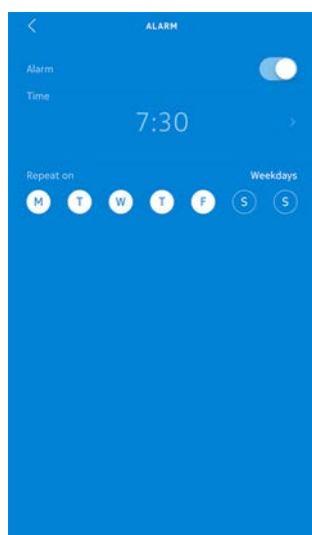 ALARM
Alarm
Time
7:30
Repeat on Weekdays
M T W T F S S